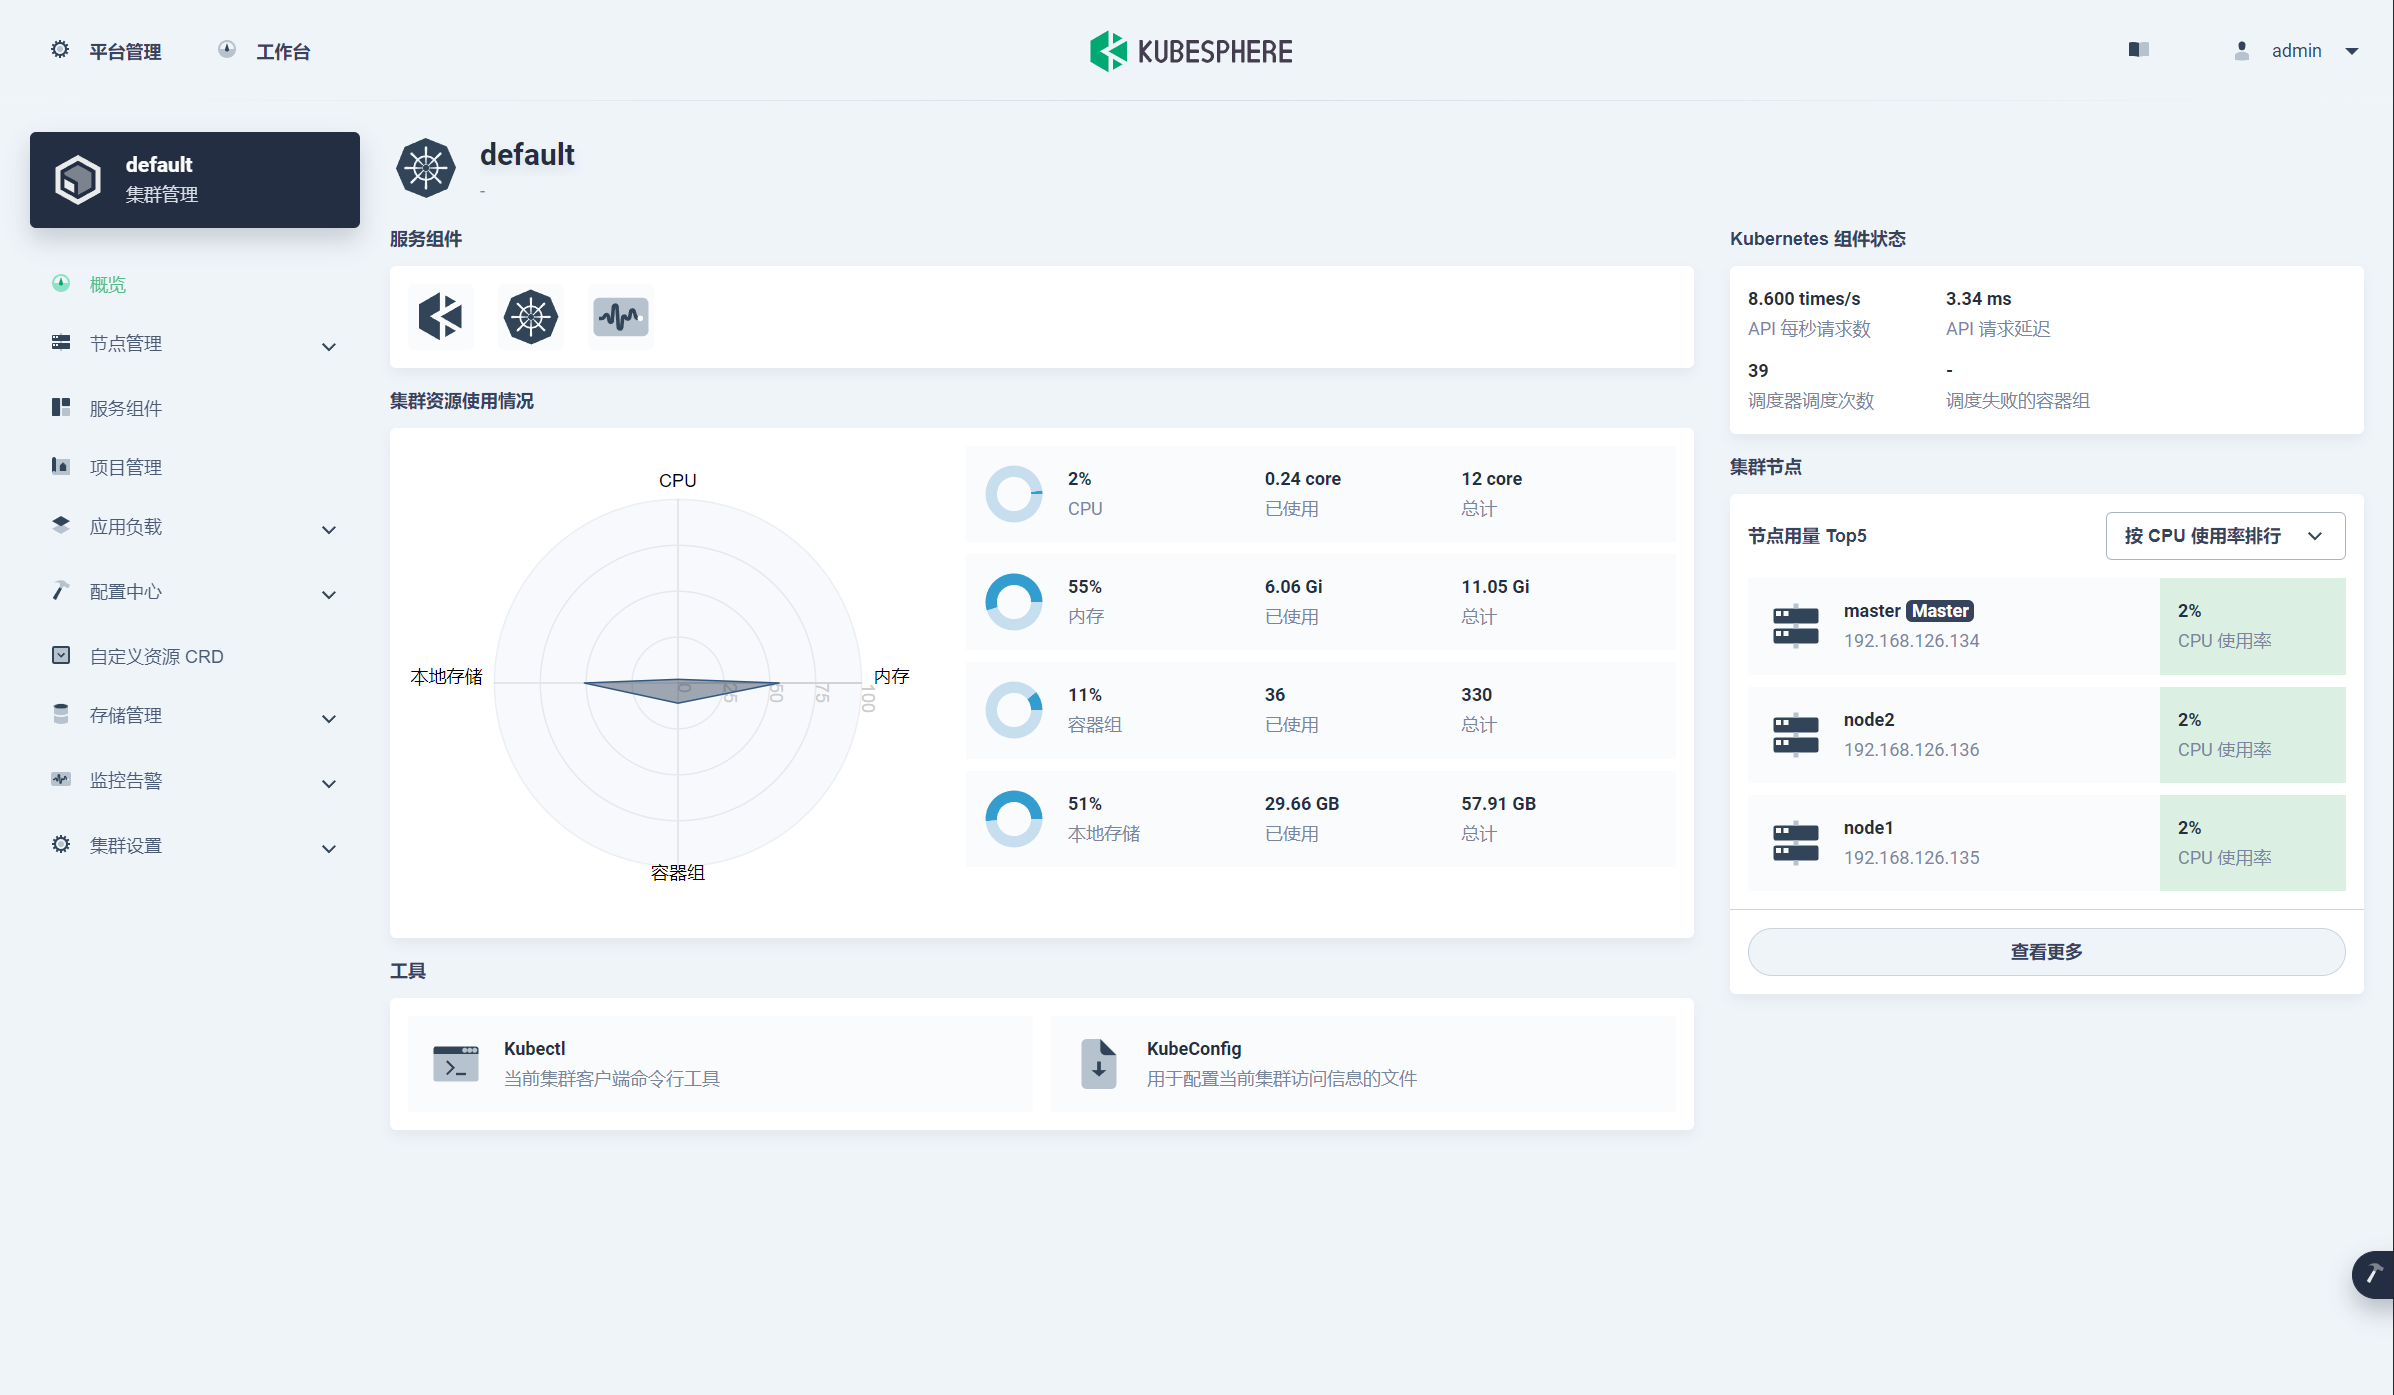 平台管理
工作台
KUBESPHERE
admin
default
集群管理
概览
节点管理
服务组件
项目管理
应用负载
配置中心
自定义资源 CRD
存储管理
监控告警
集群设置
default
-
服务组件
集群资源使用情况
CPU
内存
容器组
本地存储
0
25
50
75
100
2%
CPU
0.24 core
已使用
12 core
总计
55%
内存
6.06 Gi
已使用
11.05 Gi
总计
11%
容器组
36
已使用
330
总计
51%
本地存储
29.66 GB
已使用
57.91 GB
总计
工具
Kubectl
当前集群客户端命令行工具
KubeConfig
用于配置当前集群访问信息的文件
Kubernetes 组件状态
8.600 times/s
API 每秒请求数
3.34 ms
API 请求延迟
39
调度器调度次数
-
调度失败的容器组
集群节点
节点用量 Top5
按 CPU 使用率排行
master Master
192.168.126.134
2%
CPU 使用率
node2
192.168.126.136
2%
CPU 使用率
node1
192.168.126.135
2%
CPU 使用率
查看更多